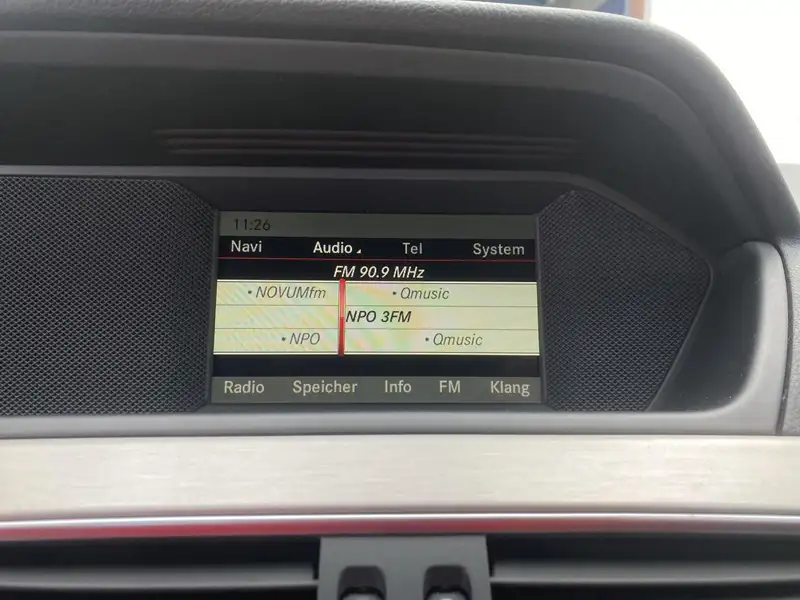 11:26
Navi Audio Tel System
FM 90.9 MHz
• NOVUMfm • Qmusic
NPO 3FM
• NPO • Qmusic
Radio Speicher Info FM Klang